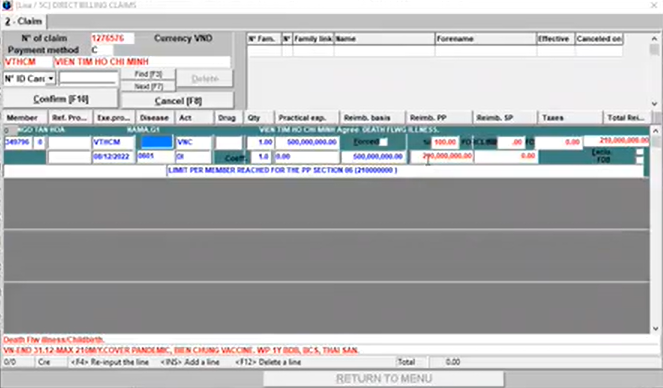 [Lisa / SC] DIRECT BILLING CLAIMS
2 - Claim
N° of claim 1276576 Currency VND
Payment method C
VTHCM VIEN TIM HO CHI MINH
N° ID Card Find [F3] Delete
Next [F7]
Confirm [F10] Cancel [F8]
N° Fam. N° Family link Name Forename Effective Canceled on
Member Ref. Pro... Exe.pro... Disease Act Drug Qty Practical exp. Reimb. basis Reimb. PP Reimb. SP Taxes Total Rei...
NGO TAN HOA NAMA.G1 VIEN TIM HO CHI MINH Agree DEATH FLWG ILLNESS.
349796 0 VTHCM VNC 1.00 500,000,000.00 Forced % 100.00 .00 0.00 210,000,000.00
08/12/2022 0601 DI Coeff. 1.0 0.00 500,000,000.00 210,000,000.00 0.00
LIMIT PER MEMBER REACHED FOR THE PP SECTION 06 (210000000 )
Death Flw illness/Childbirth.
VN-END 31.12-MAX 210M/Y.COVER PANDEMIC, BIEN CHUNG VACCINE. WP 1Y BDB, BCS, THAI SAN.
0/0 Cre <F4> Re-input the line <INS> Add a line <F12> Delete a line Total 0.00
RETURN TO MENU